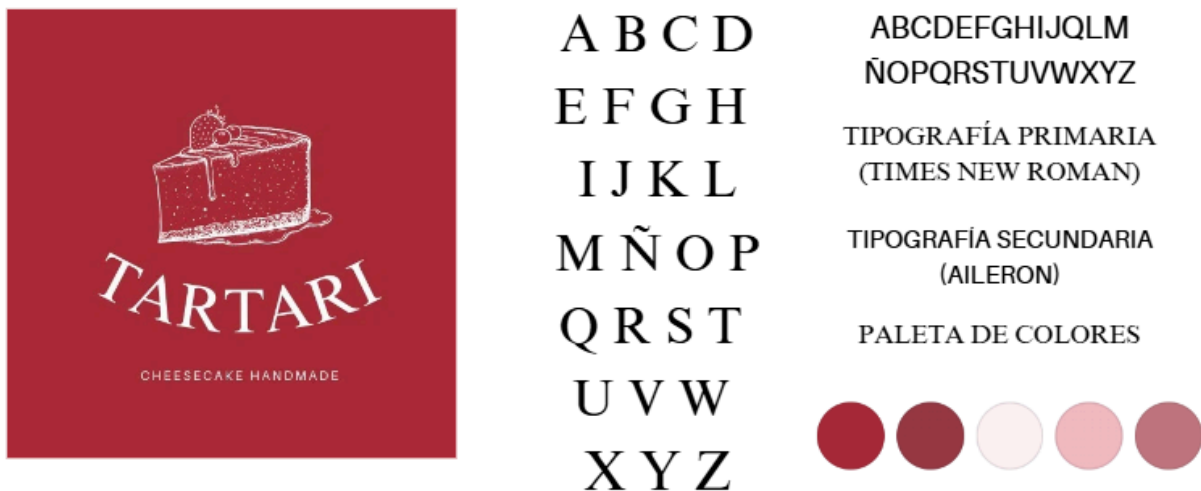 TARTARI
CHEESECAKE HANDMADE
A B C D
E F G H
I J K L
M Ñ O P
Q R S T
U V W
X Y Z
ABCDEFGHIJQLM
ÑOPQRSTUVWXYZ
TIPOGRAFÍA PRIMARIA
(TIMES NEW ROMAN)
TIPOGRAFÍA SECUNDARIA
(AILERON)
PALETA DE COLORES